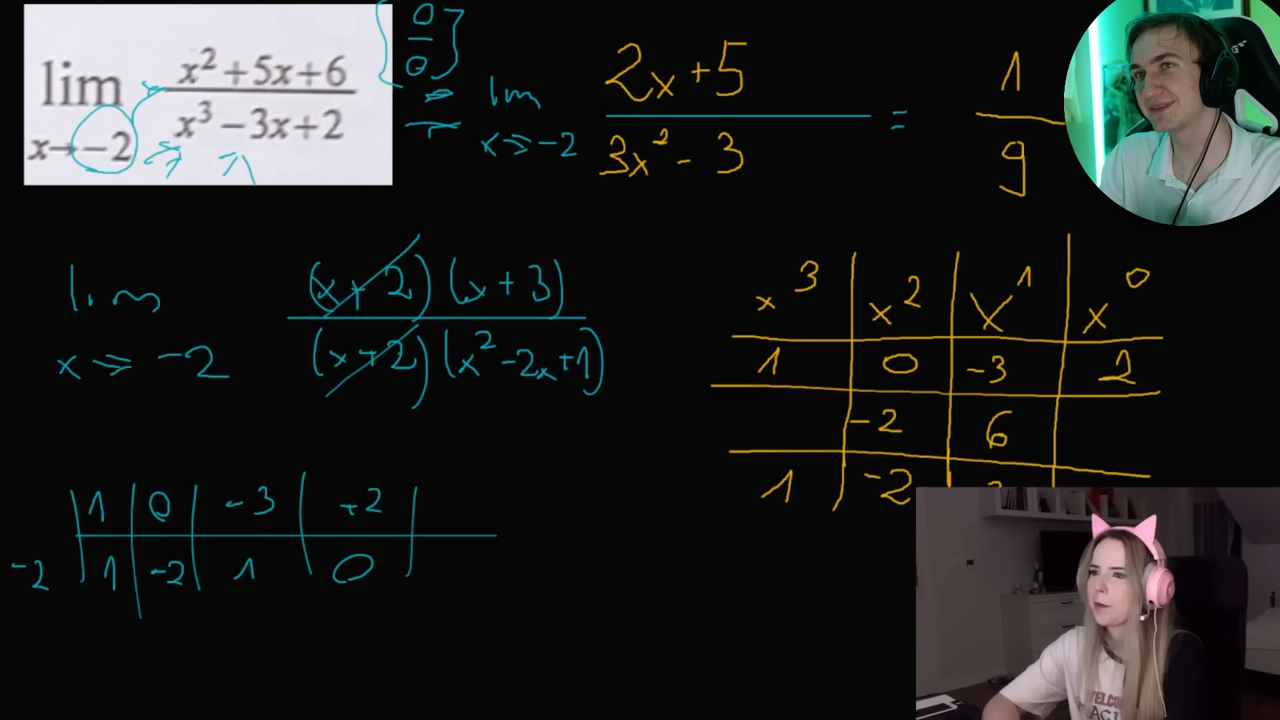 lim x→-2 (x²+5x+6)/(x³-3x+2)
{0/0}
= lim x→-2 (2x+5)/(3x²-3) = 1/9
lim x→-2 (x+2)(x+3)/(x+2)(x²-2x+1)
x³ | x² | x¹ | x⁰
1 | 0 | -3 | 2
-2 | 6
1 | -2
1 | 0 | -3 | +2
-2 | 1 | -2 | 1 | 0